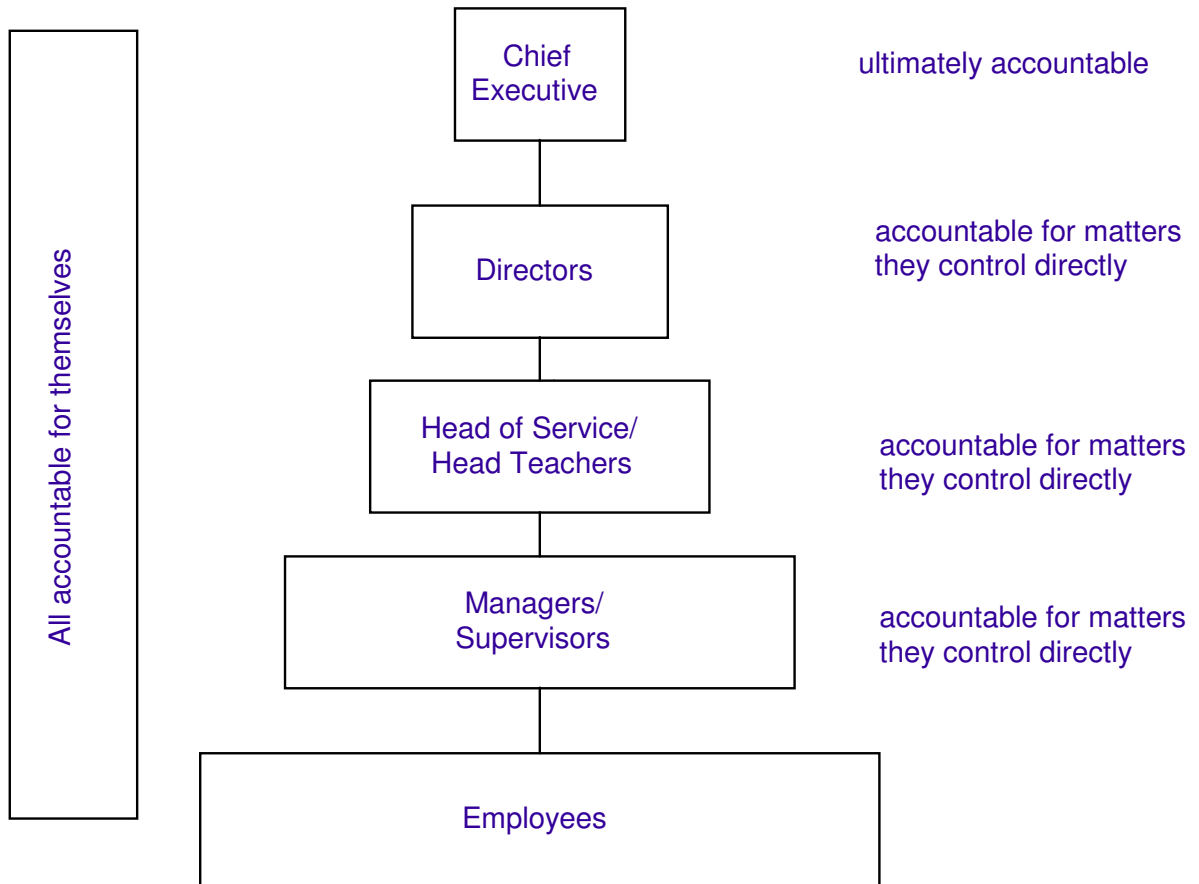 Chief
Executive
ultimately accountable
Directors
accountable for matters
they control directly
Head of Service/
Head Teachers
accountable for matters
they control directly
Managers/
Supervisors
accountable for matters
they control directly
Employees
All accountable for themselves